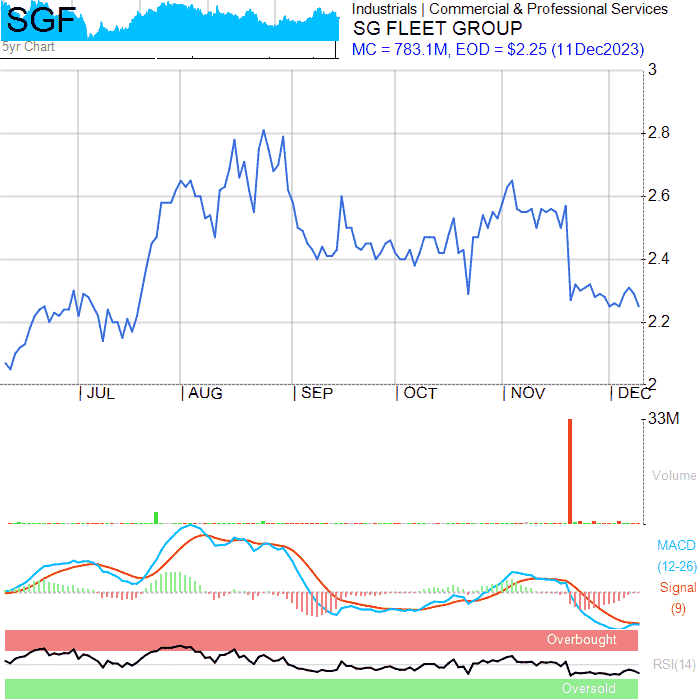 SGF
5yr Chart
Industrials | Commercial & Professional Services
SG FLEET GROUP
MC = 783.1M, EOD = $2.25 (11Dec2023)
3
2.8
2.6
2.4
2.2
2
JUL
AUG
SEP
OCT
NOV
DEC
33M
Volume
MACD
(12-26)
Signal
(9)
Overbought
RSI(14)
Oversold